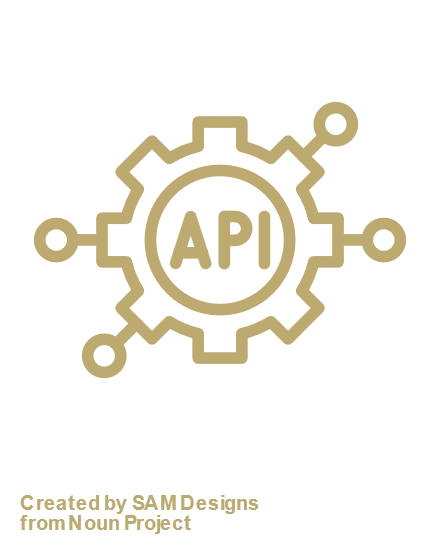 API
Created by SAM Designs
from Noun Project